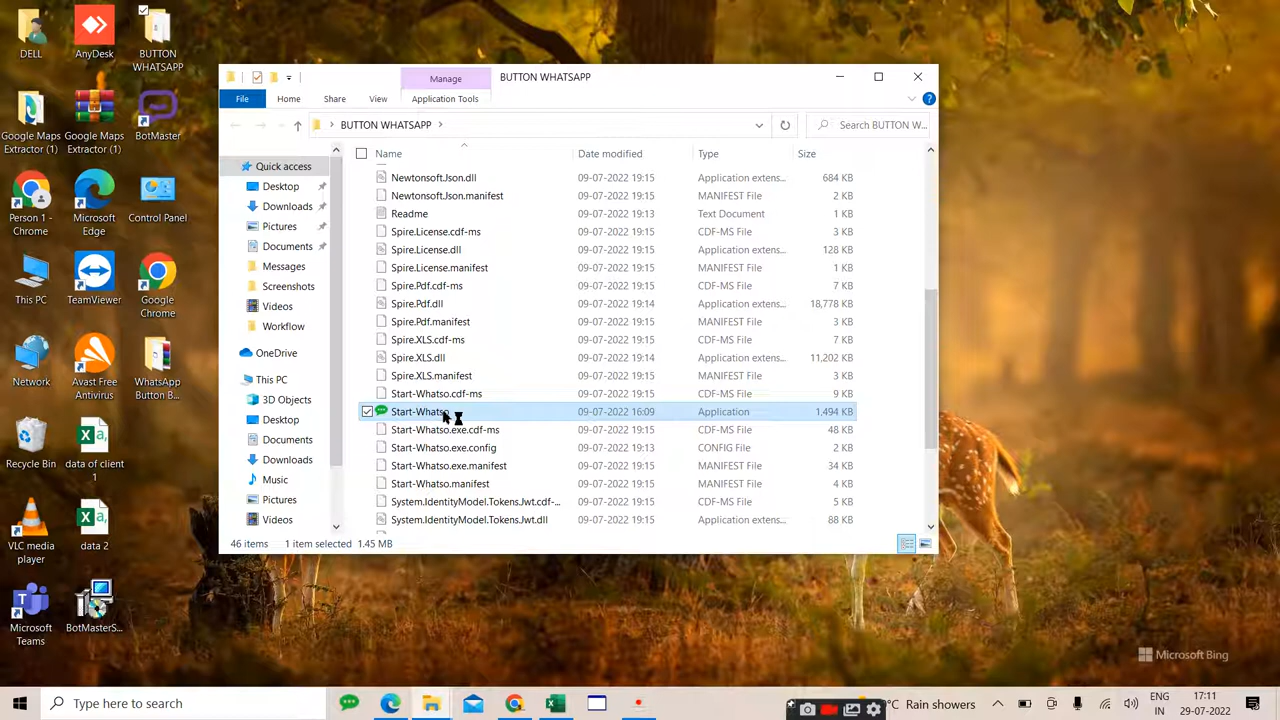 DELL
AnyDesk
BUTTON
WHATSAPP
Google Maps
Extractor (1)
Google Maps
Extractor (1)
BotMaster
Person 1 -
Chrome
Microsoft
Edge
Control Panel
This PC
TeamViewer
Google
Chrome
Network
Avast Free
Antivirus
WhatsApp
Button B...
Recycle Bin
data of client
1
VLC media
player
data 2
Microsoft
Teams
BotMasterS...
Manage
BUTTON WHATSAPP
File
Home
Share
View
Application Tools
BUTTON WHATSAPP
Search BUTTON W...
Quick access
Desktop
Downloads
Pictures
Documents
Messages
Screenshots
Videos
Workflow
OneDrive
This PC
3D Objects
Desktop
Documents
Downloads
Music
Pictures
Videos
Name Date modified Type Size
Newtonsoft.Json.dll 09-07-2022 19:15 Application extens... 684 KB
Newtonsoft.Json.manifest 09-07-2022 19:15 MANIFEST File 2 KB
Readme 09-07-2022 19:13 Text Document 1 KB
Spire.License.cdf-ms 09-07-2022 19:15 CDF-MS File 3 KB
Spire.License.dll 09-07-2022 19:15 Application extens... 128 KB
Spire.License.manifest 09-07-2022 19:15 MANIFEST File 1 KB
Spire.Pdf.cdf-ms 09-07-2022 19:15 CDF-MS File 7 KB
Spire.Pdf.dll 09-07-2022 19:14 Application extens... 18,778 KB
Spire.Pdf.manifest 09-07-2022 19:15 MANIFEST File 3 KB
Spire.XLS.cdf-ms 09-07-2022 19:15 CDF-MS File 7 KB
Spire.XLS.dll 09-07-2022 19:14 Application extens... 11,202 KB
Spire.XLS.manifest 09-07-2022 19:15 MANIFEST File 3 KB
Start-Whatso.cdf-ms 09-07-2022 19:15 CDF-MS File 9 KB
Start-Whatso 09-07-2022 16:09 Application 1,494 KB
Start-Whatso.exe.cdf-ms 09-07-2022 19:15 CDF-MS File 48 KB
Start-Whatso.exe.config 09-07-2022 19:13 CONFIG File 2 KB
Start-Whatso.exe.manifest 09-07-2022 19:15 MANIFEST File 34 KB
Start-Whatso.manifest 09-07-2022 19:15 MANIFEST File 4 KB
System.IdentityModel.Tokens.Jwt.cdf-... 09-07-2022 19:15 CDF-MS File 5 KB
System.IdentityModel.Tokens.Jwt.dll 09-07-2022 19:15 Application extens... 88 KB
46 items 1 item selected 1.45 MB
Microsoft Bing
Type here to search
C Rain showers
ENG
IN
17:11
29-07-2022